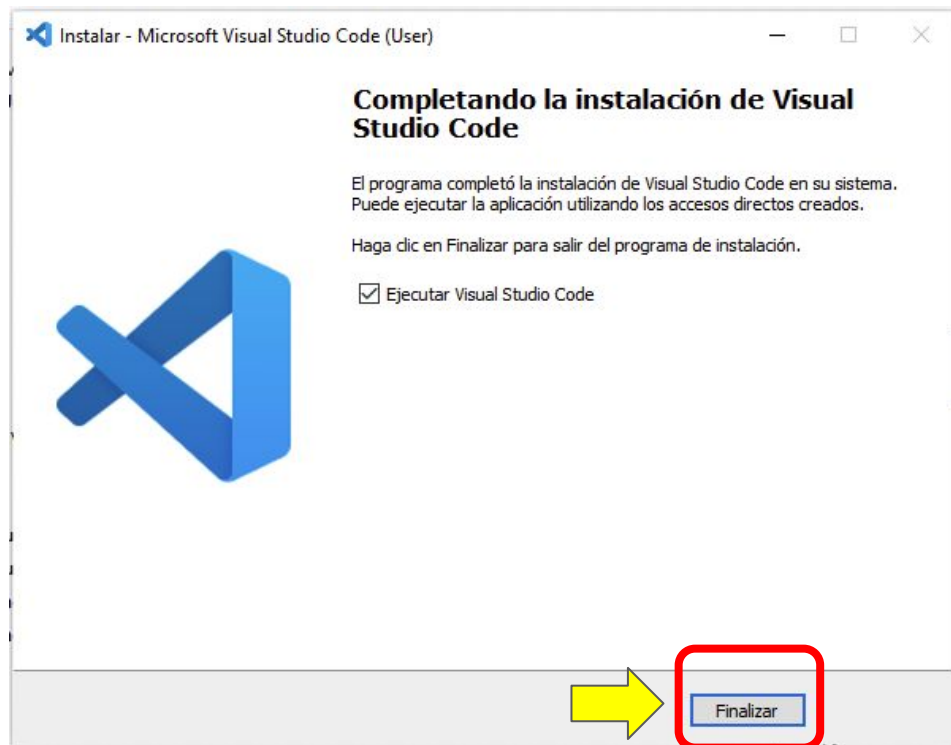 Instalar - Microsoft Visual Studio Code (User)
Completando la instalación de Visual
Studio Code
El programa completó la instalación de Visual Studio Code en su sistema.
Puede ejecutar la aplicación utilizando los accesos directos creados.
Haga clic en Finalizar para salir del programa de instalación.
Ejecutar Visual Studio Code
Finalizar